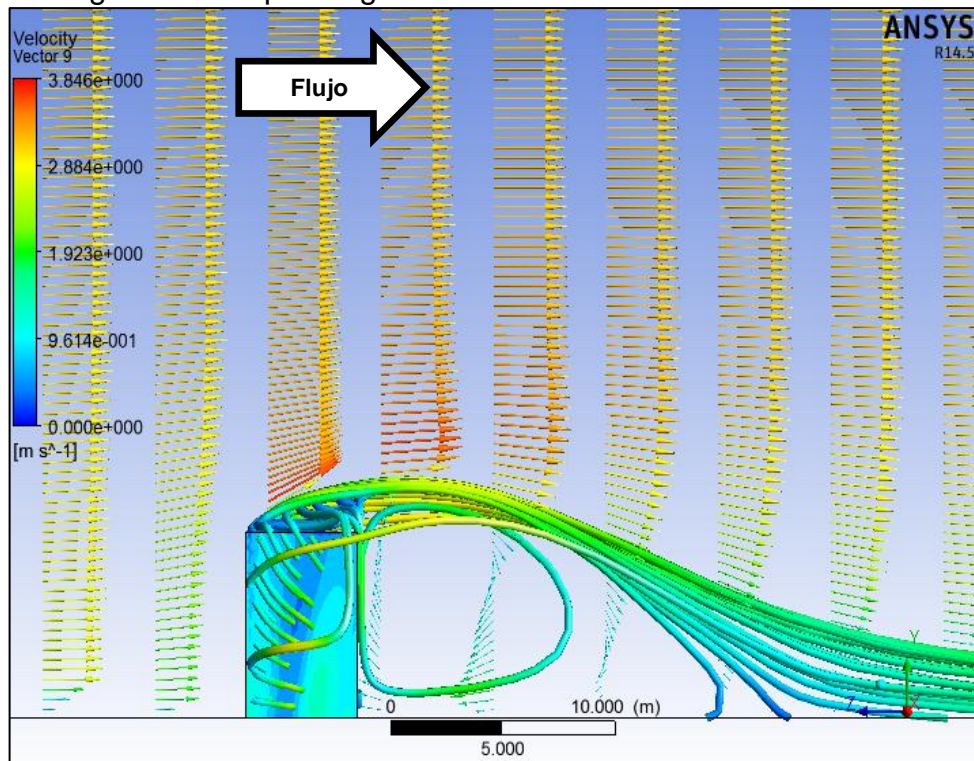 ANSYS
R14.5
Velocity
Vector 9
3.846e+000
2.884e+000
1.923e+000
9.614e-001
0.000e+000
[m s^-1]
Flujo
Y
Z
X
0
10.000 (m)
5.000